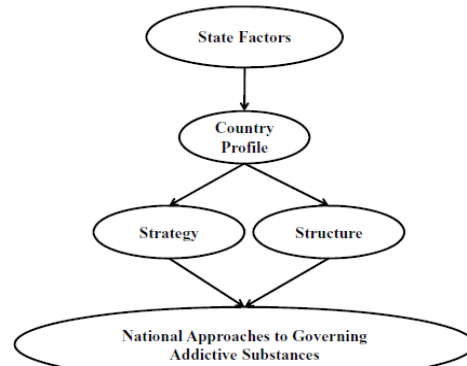 State Factors
Country
Profile
Strategy
Structure
National Approaches to Governing
Addictive Substances